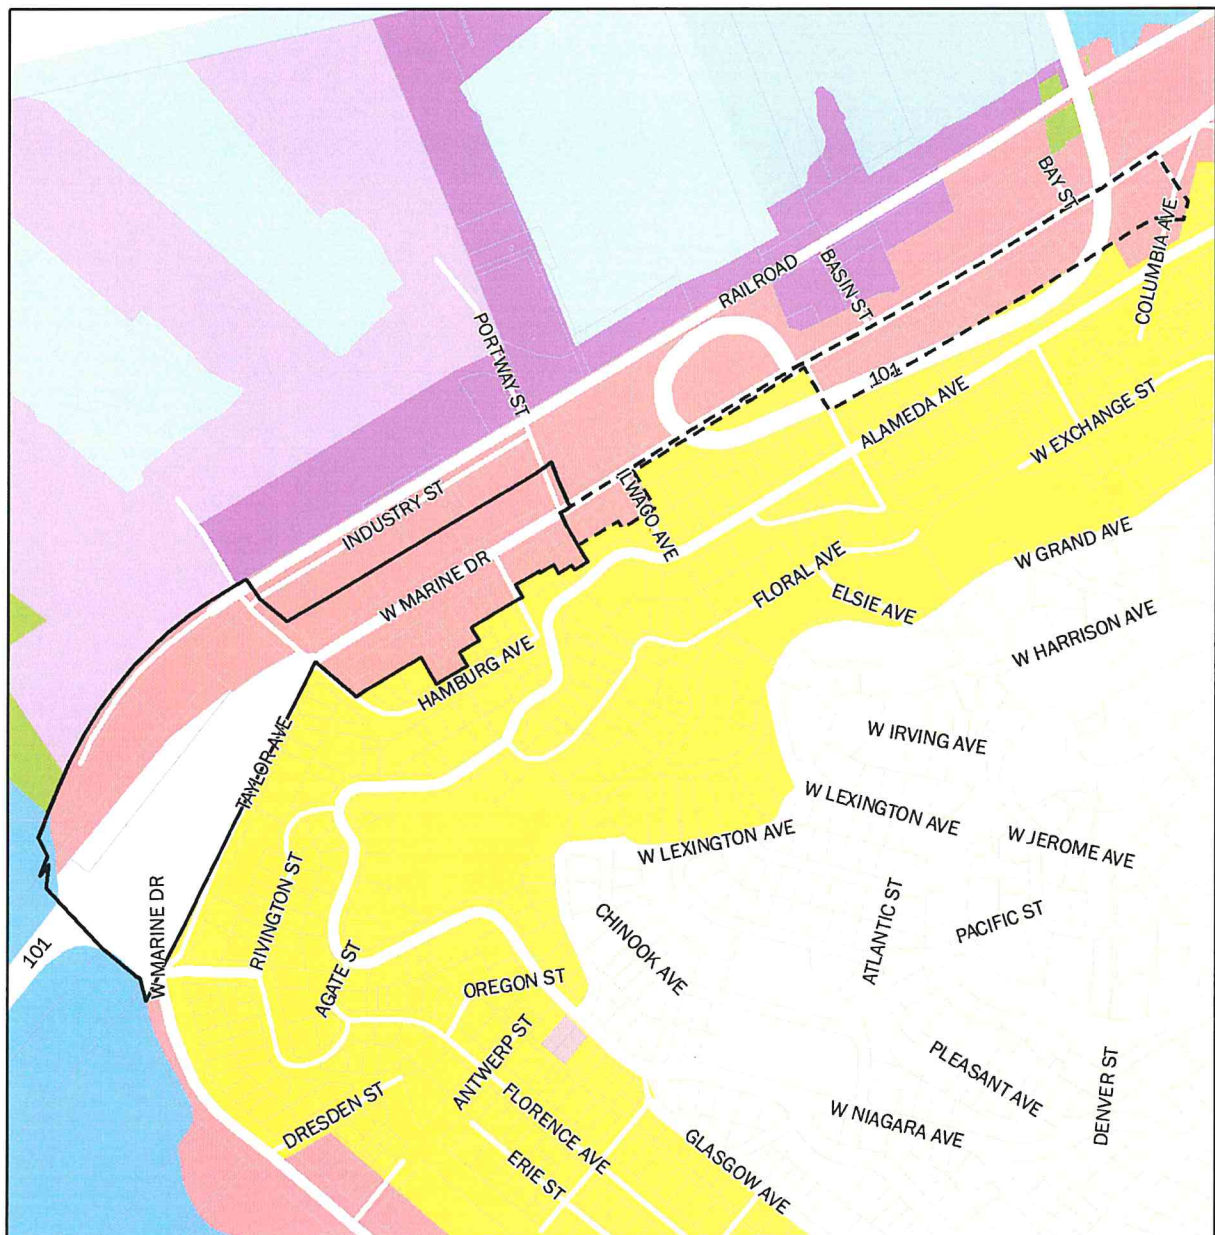 BAY ST
COLUMBIA AVE
RAILROAD
BASIN ST
PORTWAY ST
101
ALAMEDA AVE
W EXCHANGE ST
INDUSTRY ST
ILWACO AVE
W GRAND AVE
W MARINE DR
FLORAL AVE
ELSIE AVE
W HARRISON AVE
HAMBURG AVE
W IRVING AVE
TAYLOR AVE
W LEXINGTON AVE
W LEXINGTON AVE
W JEROME AVE
W MARINE DR
RIVINGTON ST
CHINOOK AVE
ATLANTIC ST
PACIFIC ST
101
AGATE ST
OREGON ST
ANTWERP ST
PLEASANT AVE
DENVER ST
DRESDEN ST
FLORENCE AVE
W NIAGARA AVE
ERIE ST
GLASGOW AVE